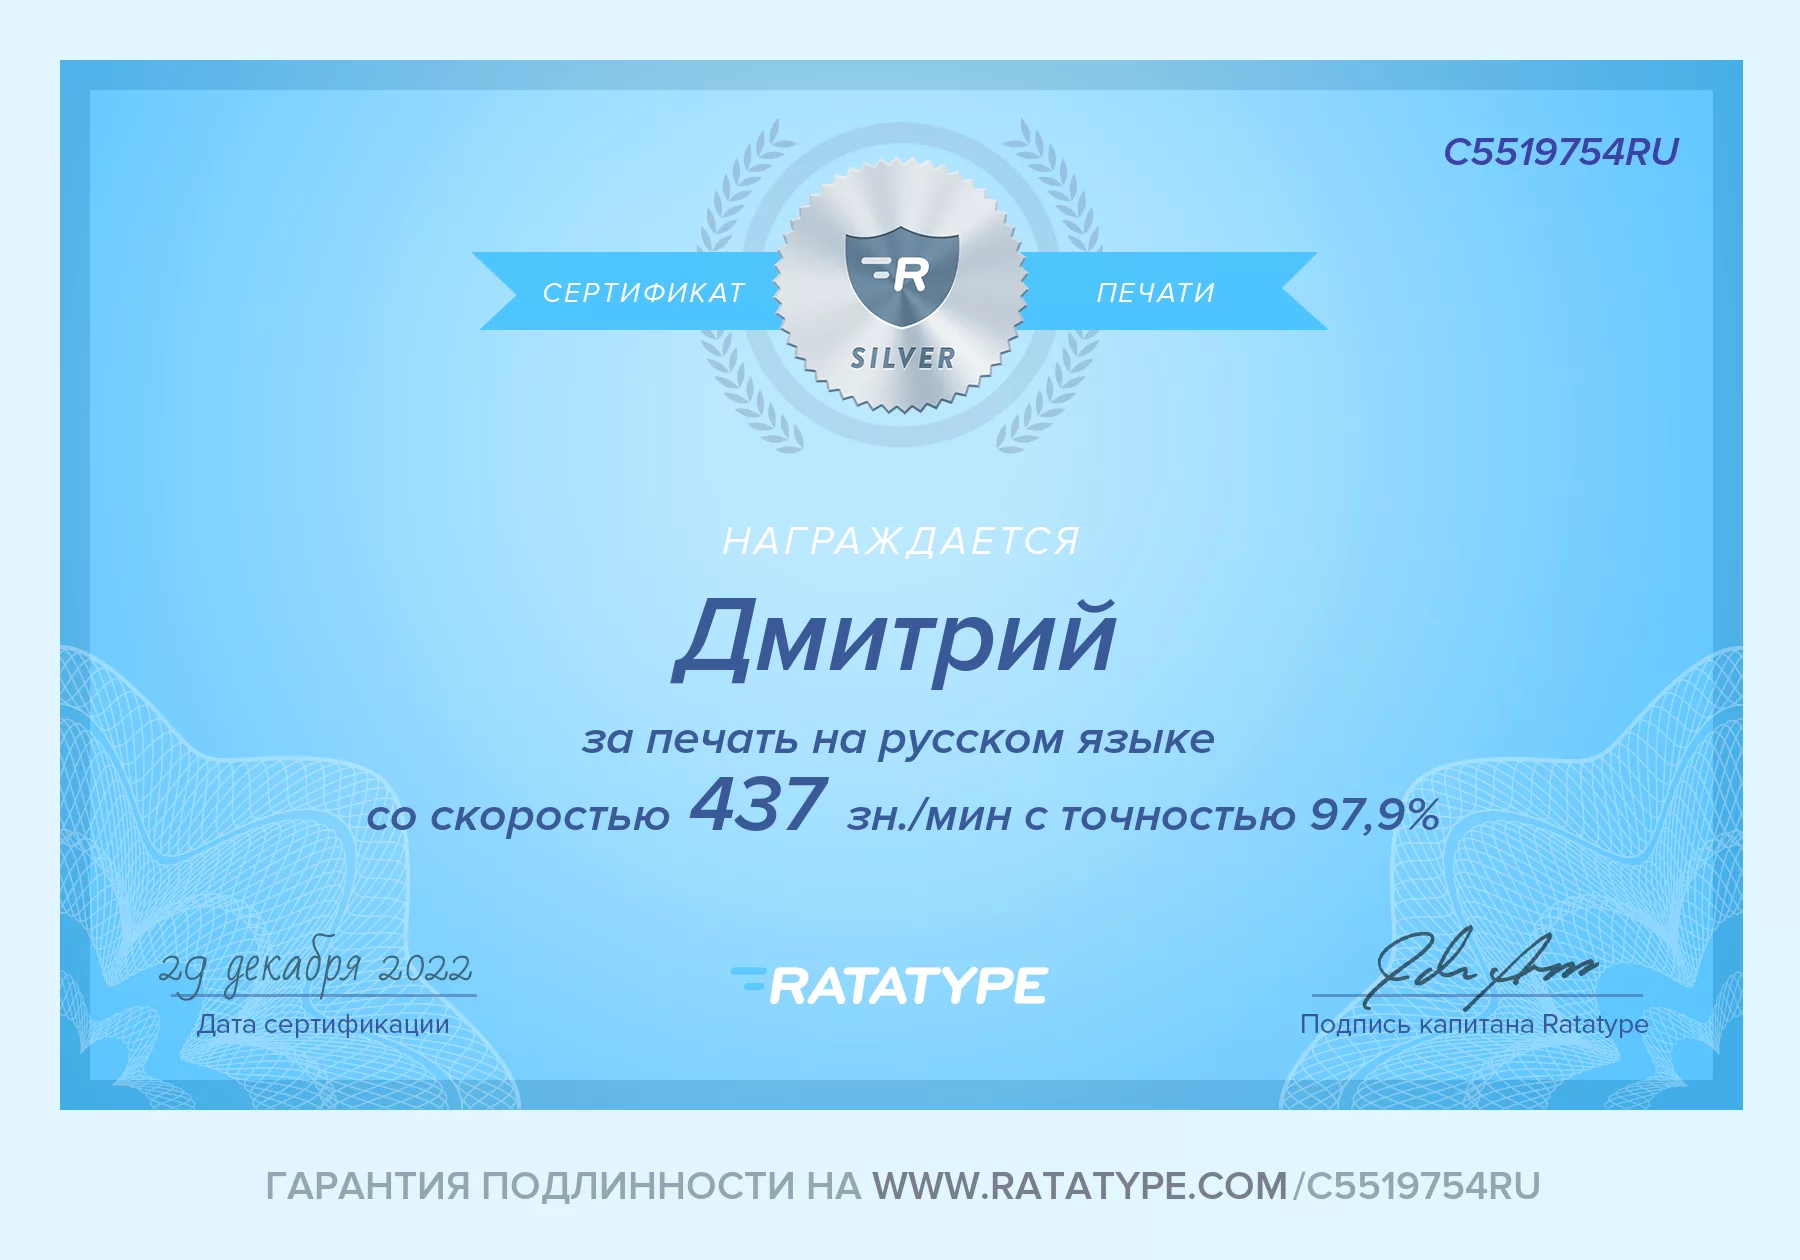 C5519754RU
СЕРТИФИКАТ ПЕЧАТИ
R
SILVER
НАГРАЖДАЕТСЯ
Дмитрий
за печать на русском языке
со скоростью 437 зн./мин с точностью 97,9%
29 декабря 2022
Дата сертификации
RATATYPE
Подпись капитана Ratatype
ГАРАНТИЯ ПОДЛИННОСТИ НА WWW.RATATYPE.COM/C5519754RU